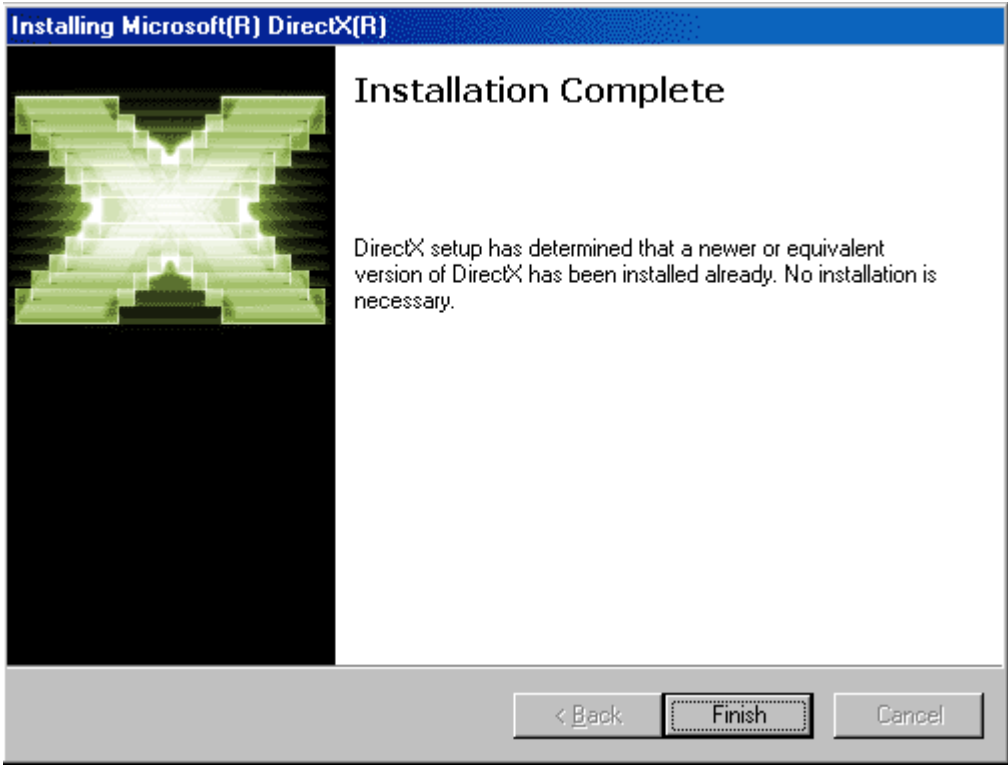 Installing Microsoft(R) DirectX(R)
Installation Complete
DirectX setup has determined that a newer or equivalent
version of DirectX has been installed already. No installation is
necessary.
< Back Finish Cancel